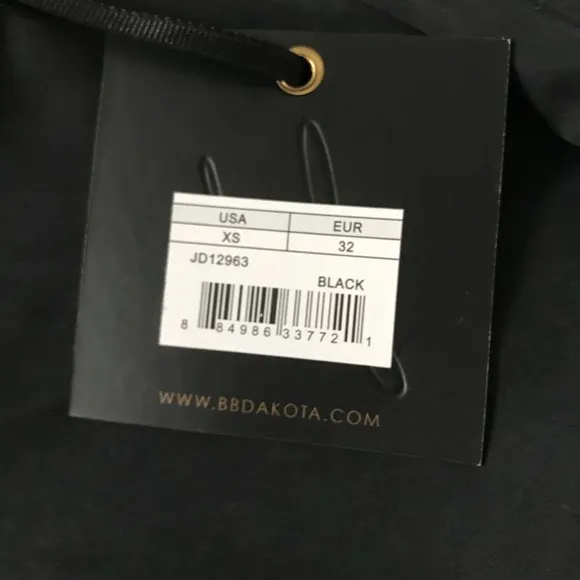 USA EUR
XS 32
JD12963
BLACK
8 84986 33772 1
WWW.BBDAKOTA.COM